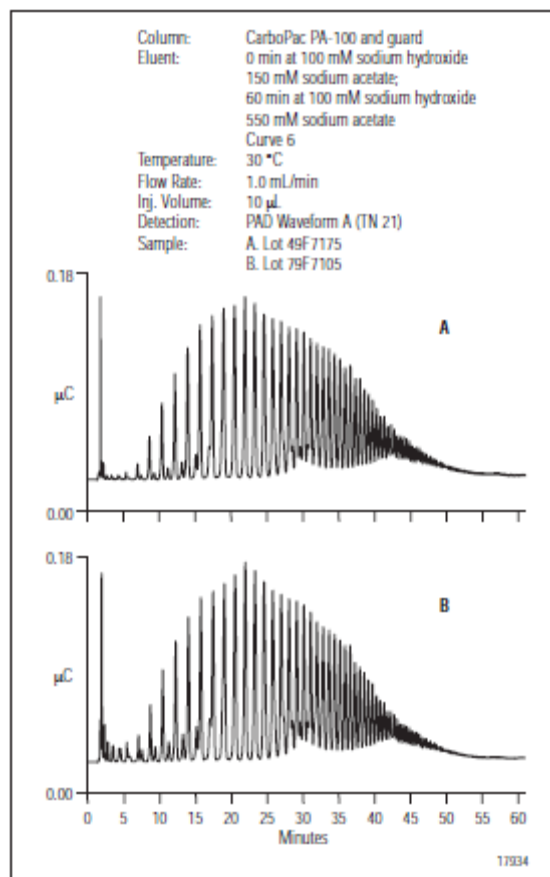 Column: CarboPac PA-100 and guard
Eluent: 0 min at 100 mM sodium hydroxide
150 mM sodium acetate;
60 min at 100 mM sodium hydroxide
550 mM sodium acetate
Curve 6
Temperature: 30 °C
Flow Rate: 1.0 mL/min
Inj. Volume: 10 µL
Detection: PAD Waveform A (TN 21)
Sample: A. Lot 49F7175
B. Lot 79F7105
0.18
A
µC
0.00
0.18
B
µC
0.00
0 5 10 15 20 25 30 35 40 45 50 55 60
Minutes
17934